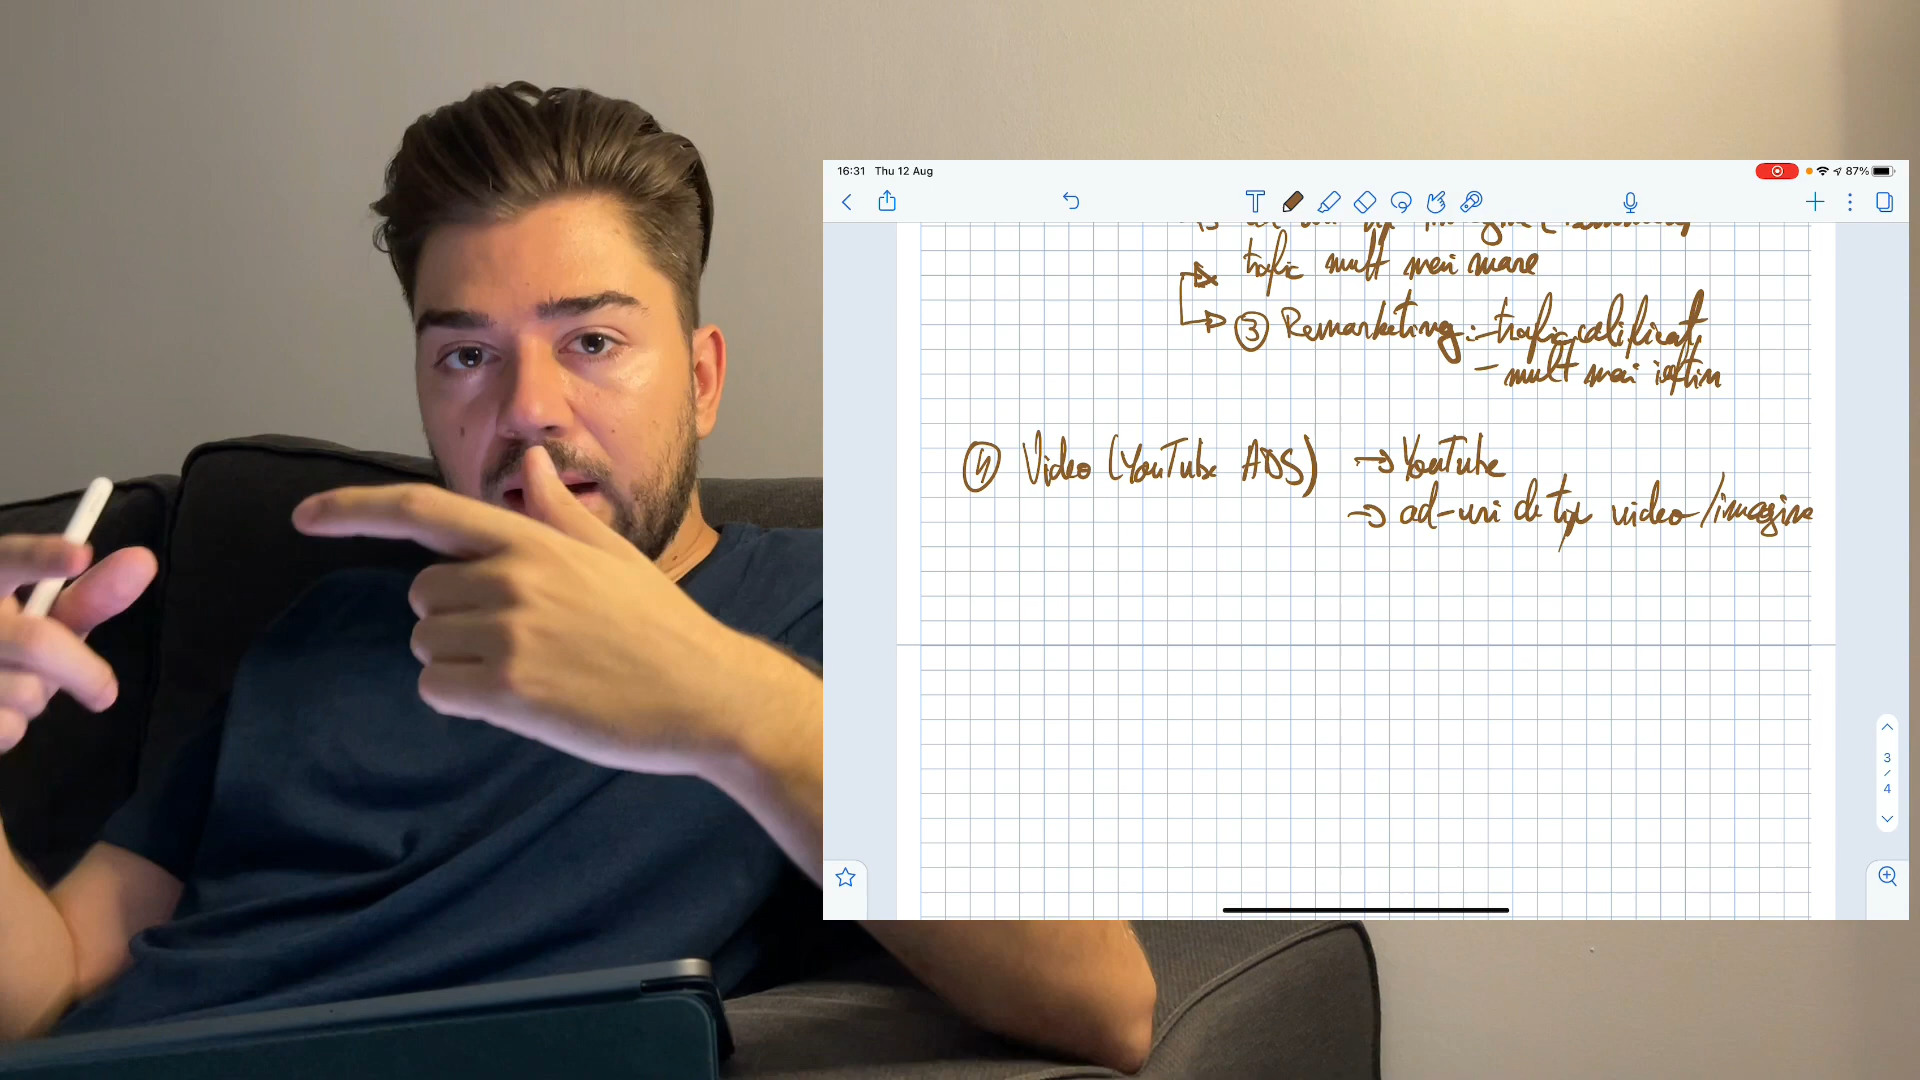 16:31 Thu 12 Aug
87%
trafic mult mai mare
③ Remarketing: - trafic calificat
- mult mai ieftin
④ Video (YouTube ADS) → YouTube
→ ad-uri de tip video/imagine
3
/
4